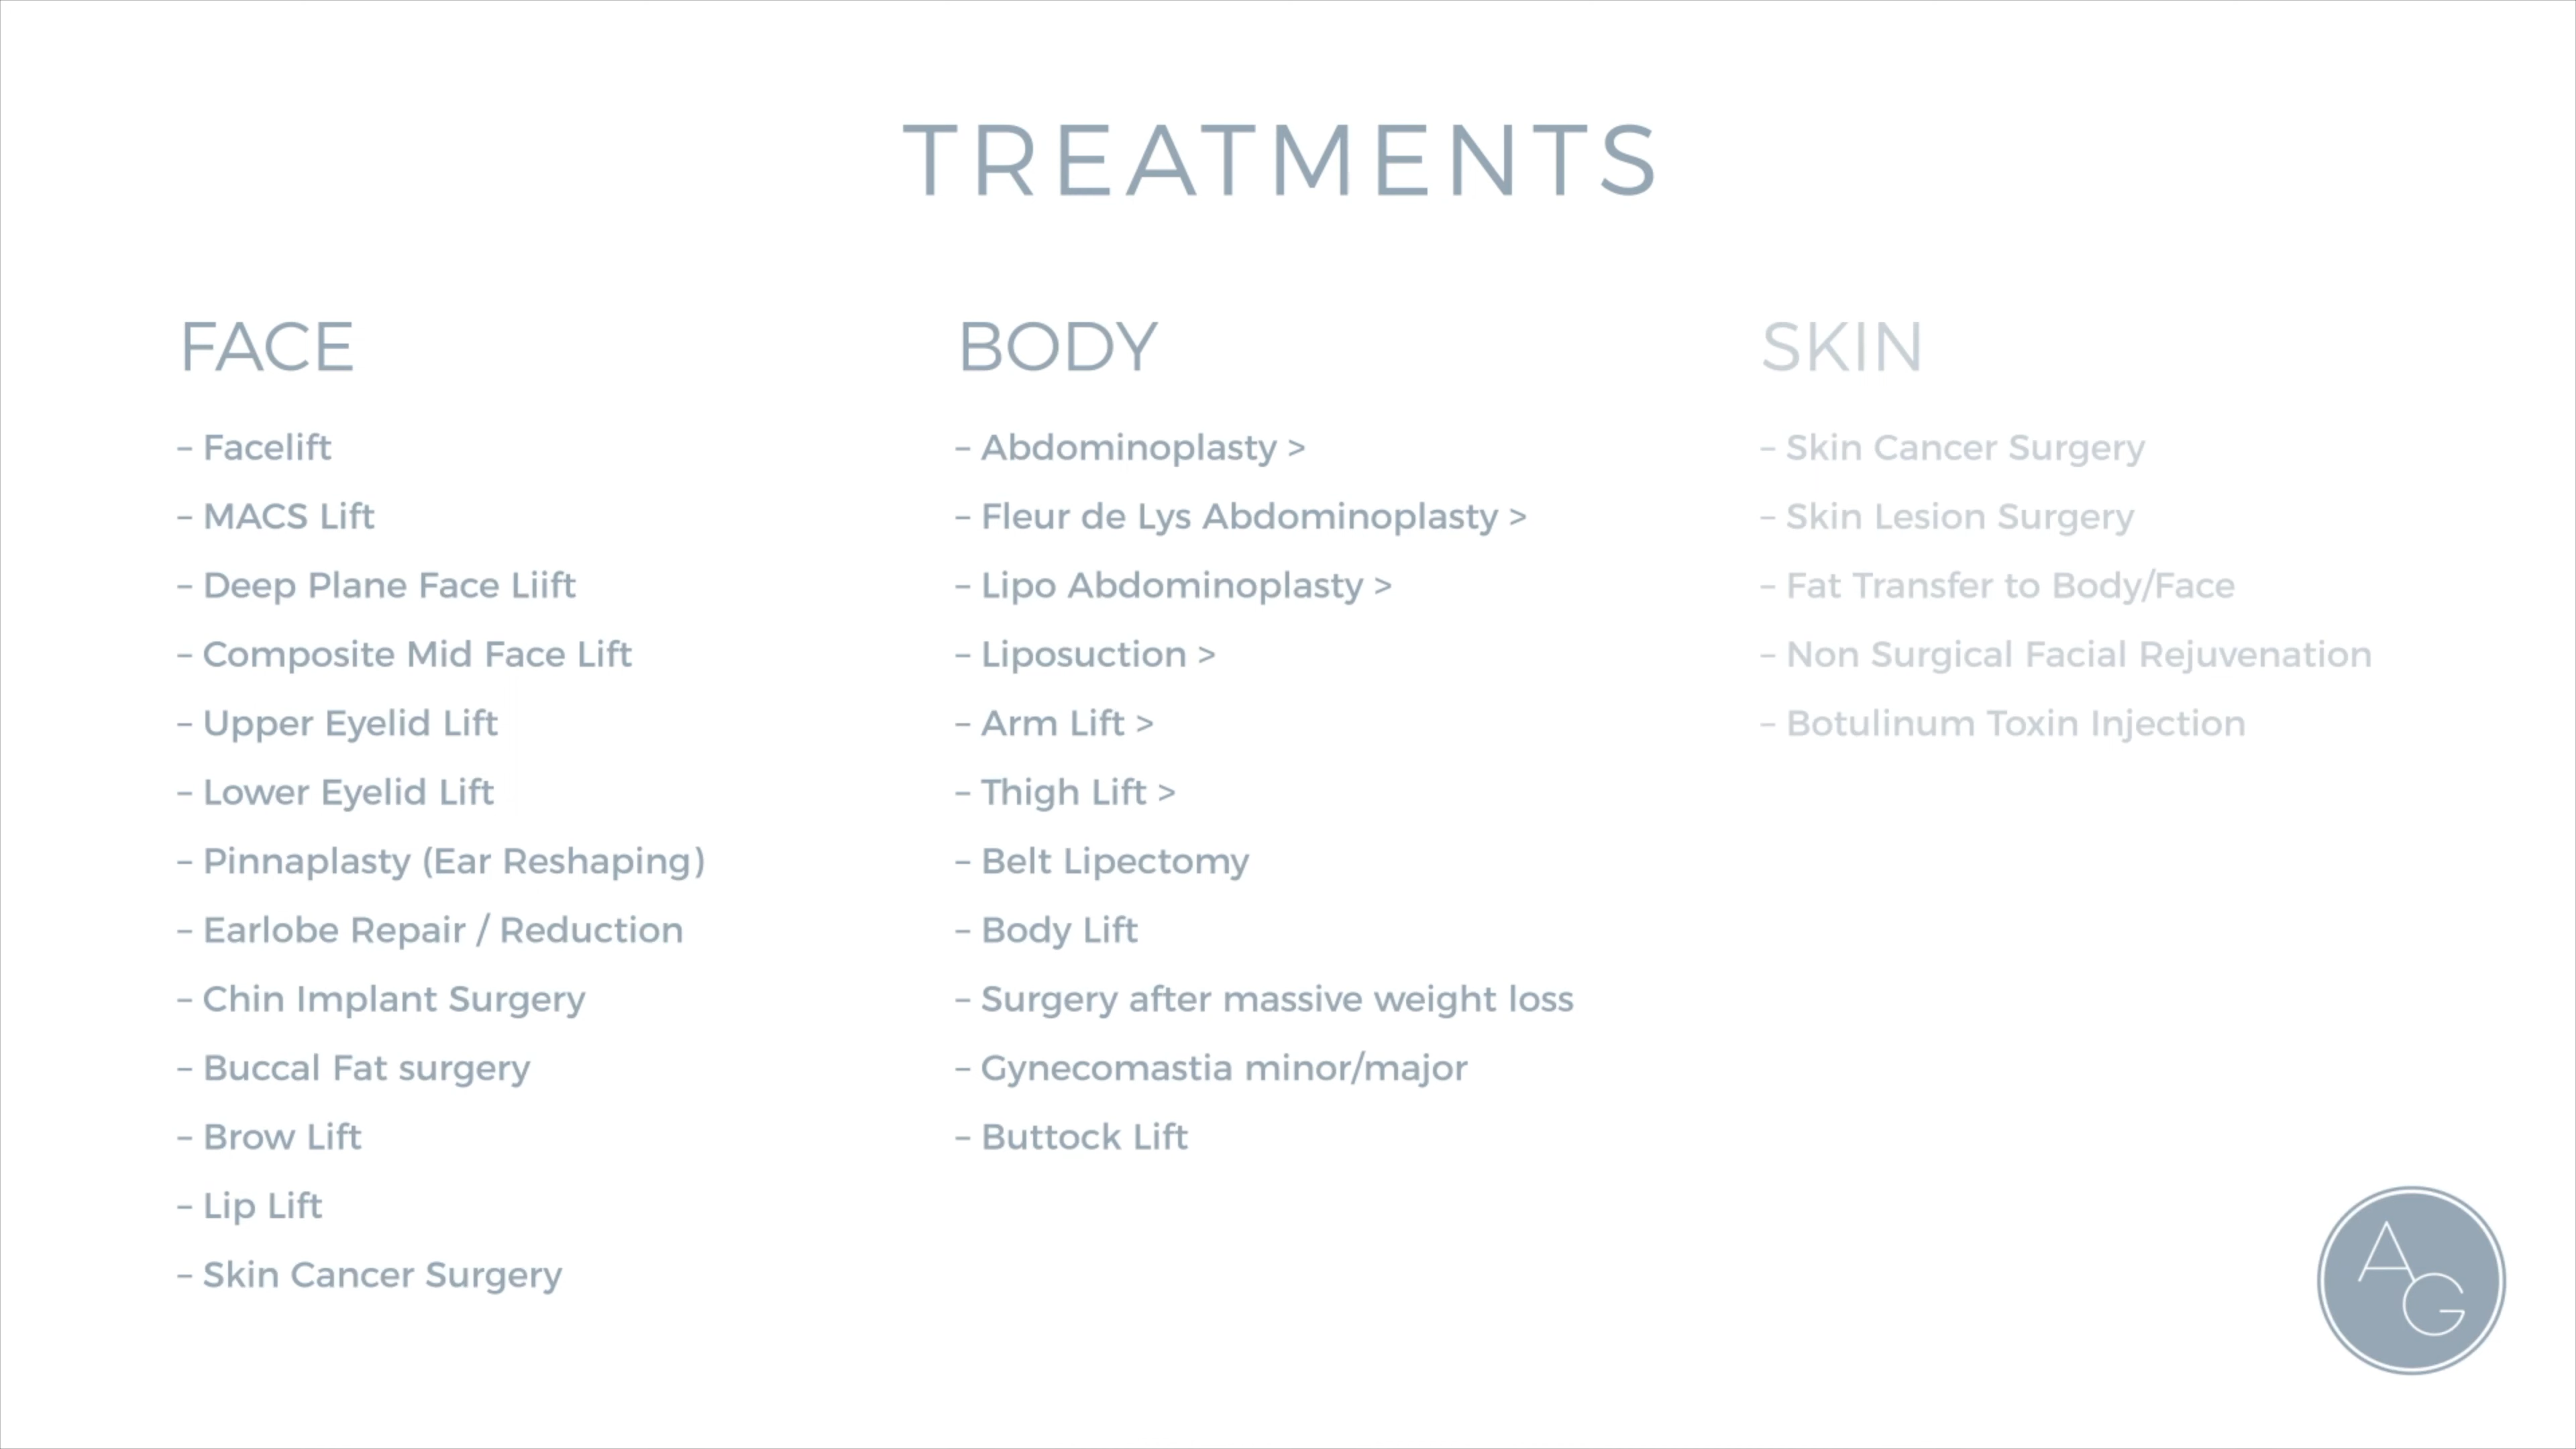 TREATMENTS
FACE
– Facelift
– MACS Lift
– Deep Plane Face Liift
– Composite Mid Face Lift
– Upper Eyelid Lift
– Lower Eyelid Lift
– Pinnaplasty (Ear Reshaping)
– Earlobe Repair / Reduction
– Chin Implant Surgery
– Buccal Fat surgery
– Brow Lift
– Lip Lift
– Skin Cancer Surgery
BODY
– Abdominoplasty >
– Fleur de Lys Abdominoplasty >
– Lipo Abdominoplasty >
– Liposuction >
– Arm Lift >
– Thigh Lift >
– Belt Lipectomy
– Body Lift
– Surgery after massive weight loss
– Gynecomastia minor/major
– Buttock Lift
SKIN
– Skin Cancer Surgery
– Skin Lesion Surgery
– Fat Transfer to Body/Face
– Non Surgical Facial Rejuvenation
– Botulinum Toxin Injection
AG